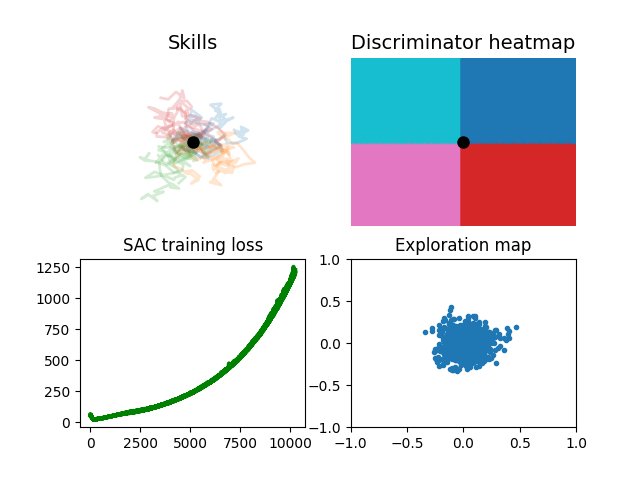 Skills
Discriminator heatmap
SAC training loss
1250
1000
750
500
250
0
0 2500 5000 7500 10000
Exploration map
1.0
0.5
0.0
−0.5
−1.0
−1.0 −0.5 0.0 0.5 1.0